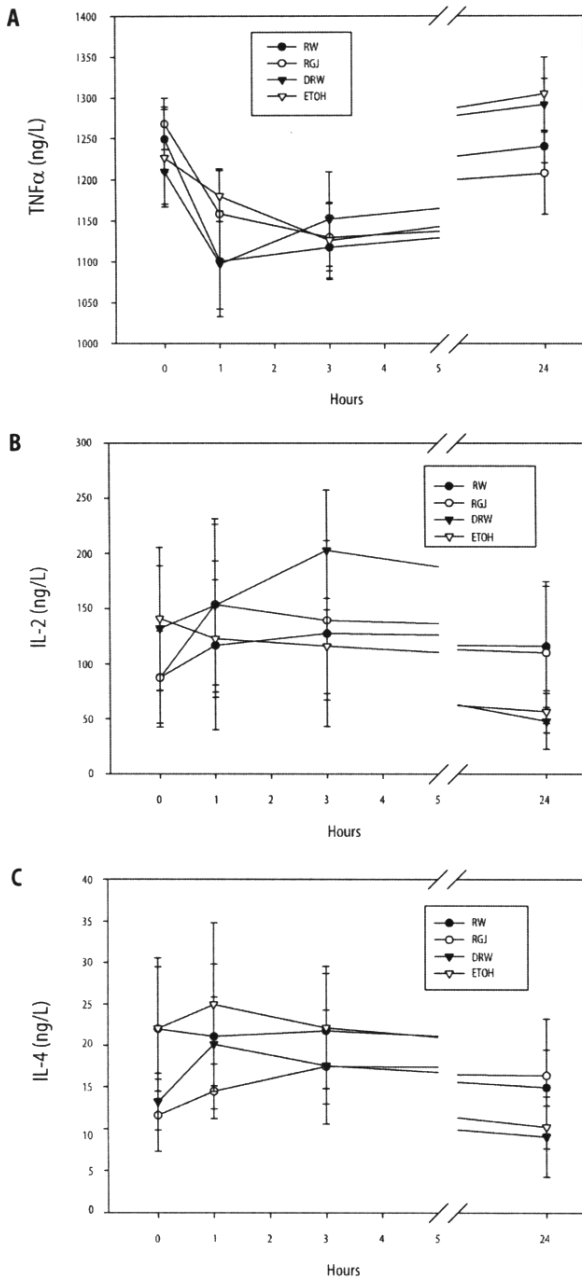 A
1400
1350
1300
1250
1200
1150
1100
1050
1000
TNFα (ng/L)
RW
RGJ
DRW
ETOH
0 1 2 3 4 5 24
Hours
B
300
250
200
150
100
50
0
IL-2 (ng/L)
RW
RGJ
DRW
ETOH
0 1 2 3 4 5 24
Hours
C
40
35
30
25
20
15
10
5
0
IL-4 (ng/L)
RW
RGJ
DRW
ETOH
0 1 2 3 4 5 24
Hours